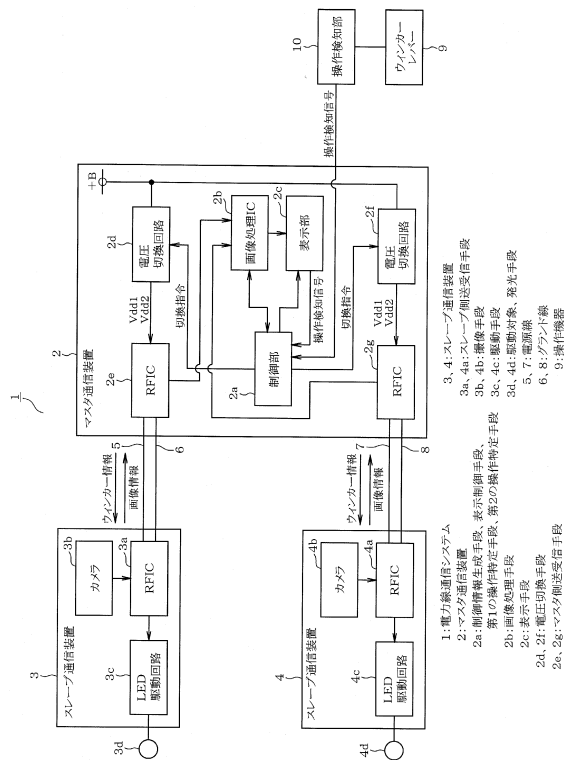 1
2
マスタ通信装置
+B
2d
電圧
切換回路
Vdd1
Vdd2
2e
RFIC
切換指令
2b
画像処理IC
2c
表示部
操作検知信号
制御部
2a
切換指令
2f
電圧
切換回路
Vdd1
Vdd2
2g
RFIC
操作検知信号
10
操作検知部
ウィンカー
レバー
9
5
6
ウィンカー情報
画像情報
3
スレーブ通信装置
3b
カメラ
3a
RFIC
3c
LED
駆動回路
3d
7
8
ウィンカー情報
画像情報
4
スレーブ通信装置
4b
カメラ
4a
RFIC
4c
LED
駆動回路
4d
1:電力線通信システム
2:マスタ通信装置
2a:制御情報生成手段、表示制御手段、
第1の操作特定手段、第2の操作特定手段
2b:画像処理手段
2c:表示手段
2d、2f:電圧切換手段
2e、2g:マスタ側送受信手段
3、4:スレーブ通信装置
3a、4a:スレーブ側送受信手段
3b、4b:撮像手段
3c、4c:駆動手段
3d、4d:駆動対象、発光手段
5、7:電源線
6、8:グランド線
9:操作機器